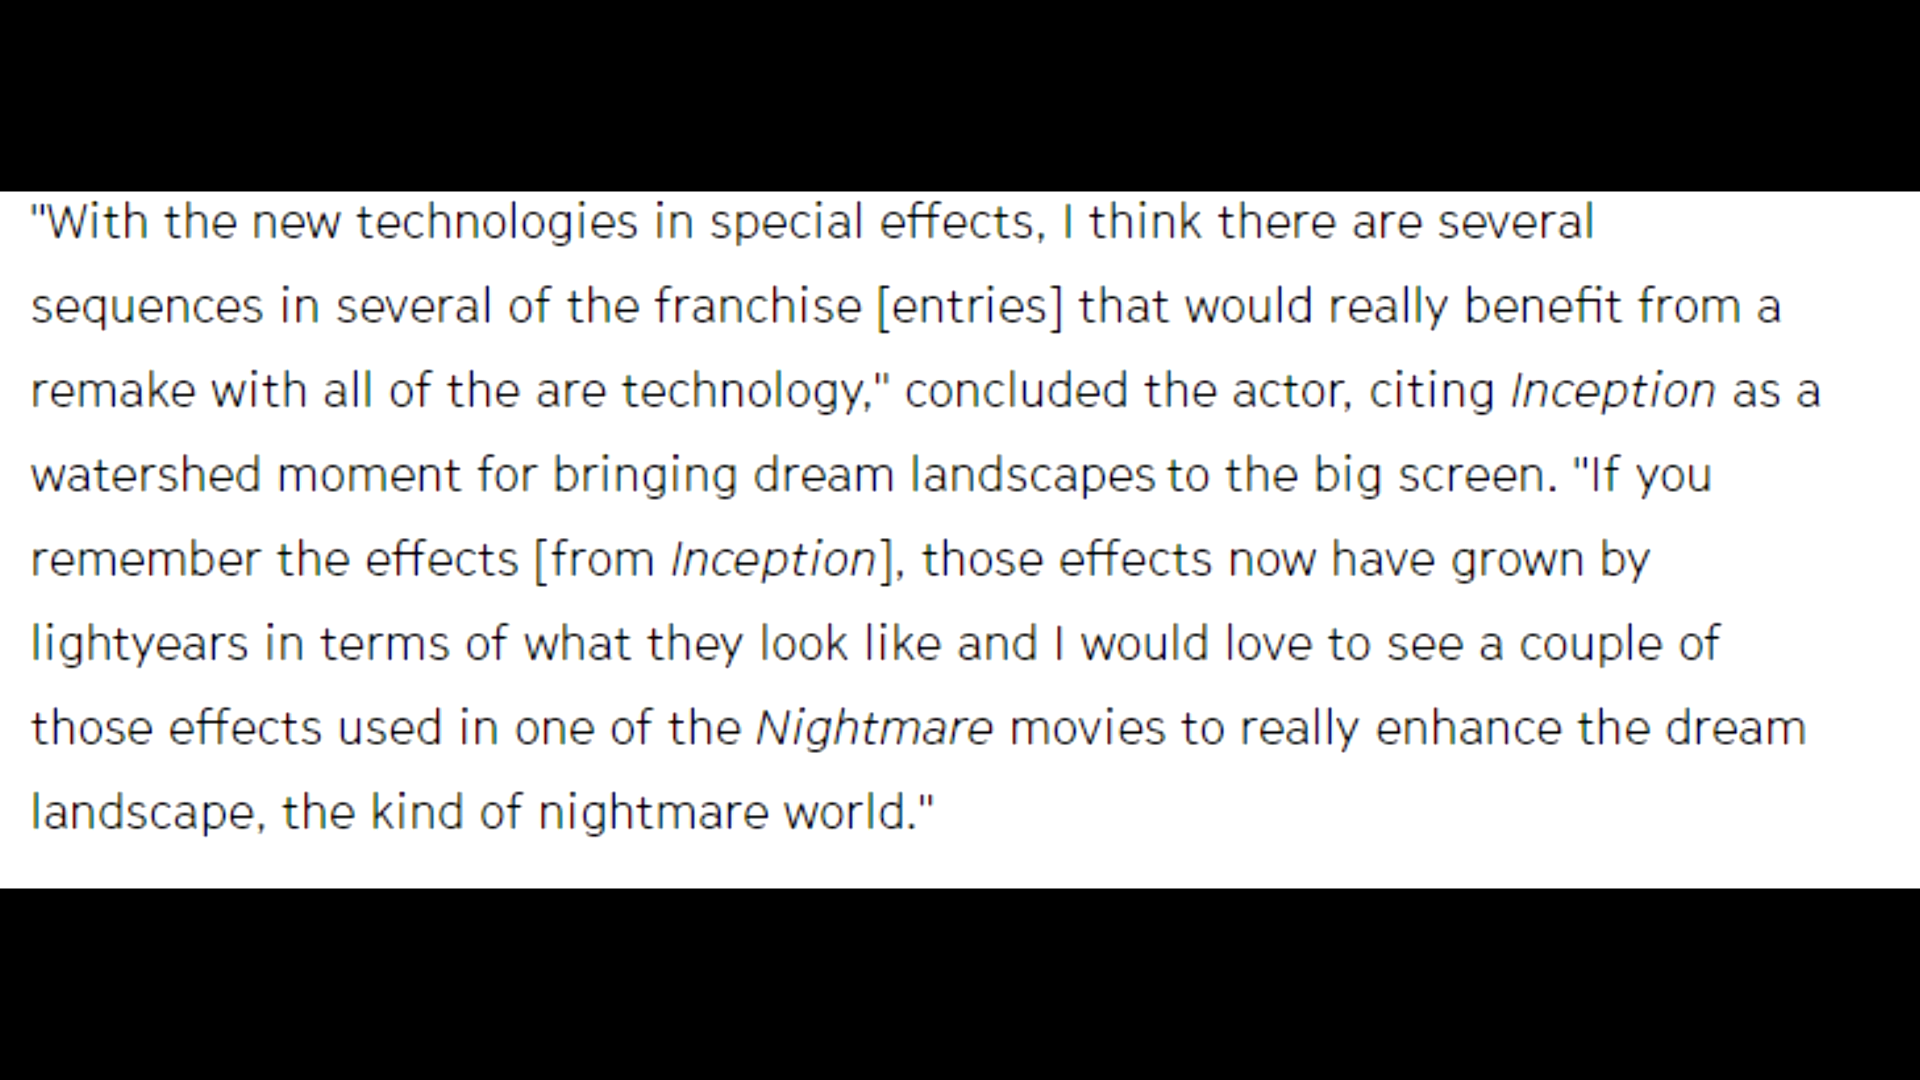 "With the new technologies in special effects, I think there are several
sequences in several of the franchise [entries] that would really benefit from a
remake with all of the are technology," concluded the actor, citing Inception as a
watershed moment for bringing dream landscapes to the big screen. "If you
remember the effects [from Inception], those effects now have grown by
lightyears in terms of what they look like and I would love to see a couple of
those effects used in one of the Nightmare movies to really enhance the dream
landscape, the kind of nightmare world."